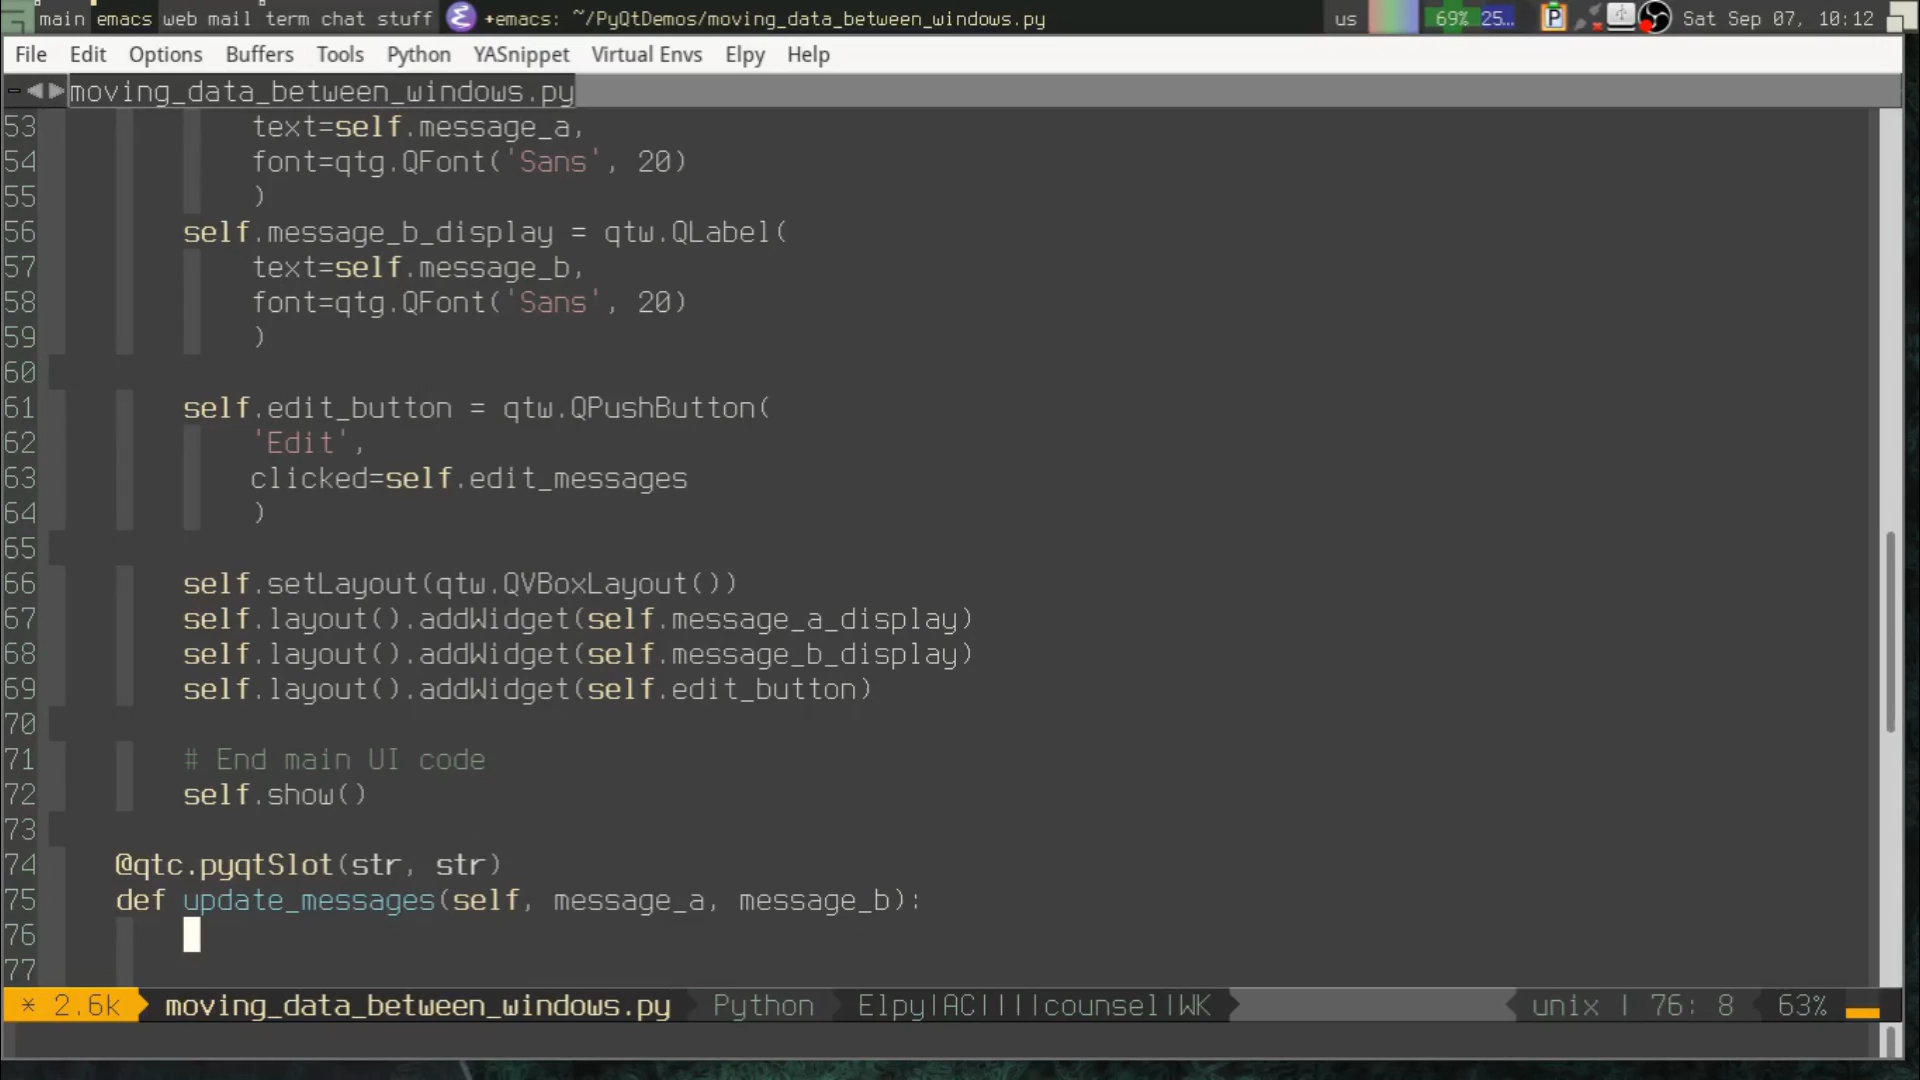 main emacs web mail term chat stuff +emacs: ~/PyQtDemos/moving_data_between_windows.py us 69% 25... P Sat Sep 07, 10:12
File Edit Options Buffers Tools Python YASnippet Virtual Envs Elpy Help
moving_data_between_windows.py
53 text=self.message_a,
54 font=qtg.QFont('Sans', 20)
55 )
56 self.message_b_display = qtw.QLabel(
57 text=self.message_b,
58 font=qtg.QFont('Sans', 20)
59 )
60
61 self.edit_button = qtw.QPushButton(
62 'Edit',
63 clicked=self.edit_messages
64 )
65
66 self.setLayout(qtw.QVBoxLayout())
67 self.layout().addWidget(self.message_a_display)
68 self.layout().addWidget(self.message_b_display)
69 self.layout().addWidget(self.edit_button)
70
71 # End main UI code
72 self.show()
73
74 @qtc.pyqtSlot(str, str)
75 def update_messages(self, message_a, message_b):
76
77
* 2.6k moving_data_between_windows.py Python Elpy|AC||||counsel|WK unix | 76: 8 63%